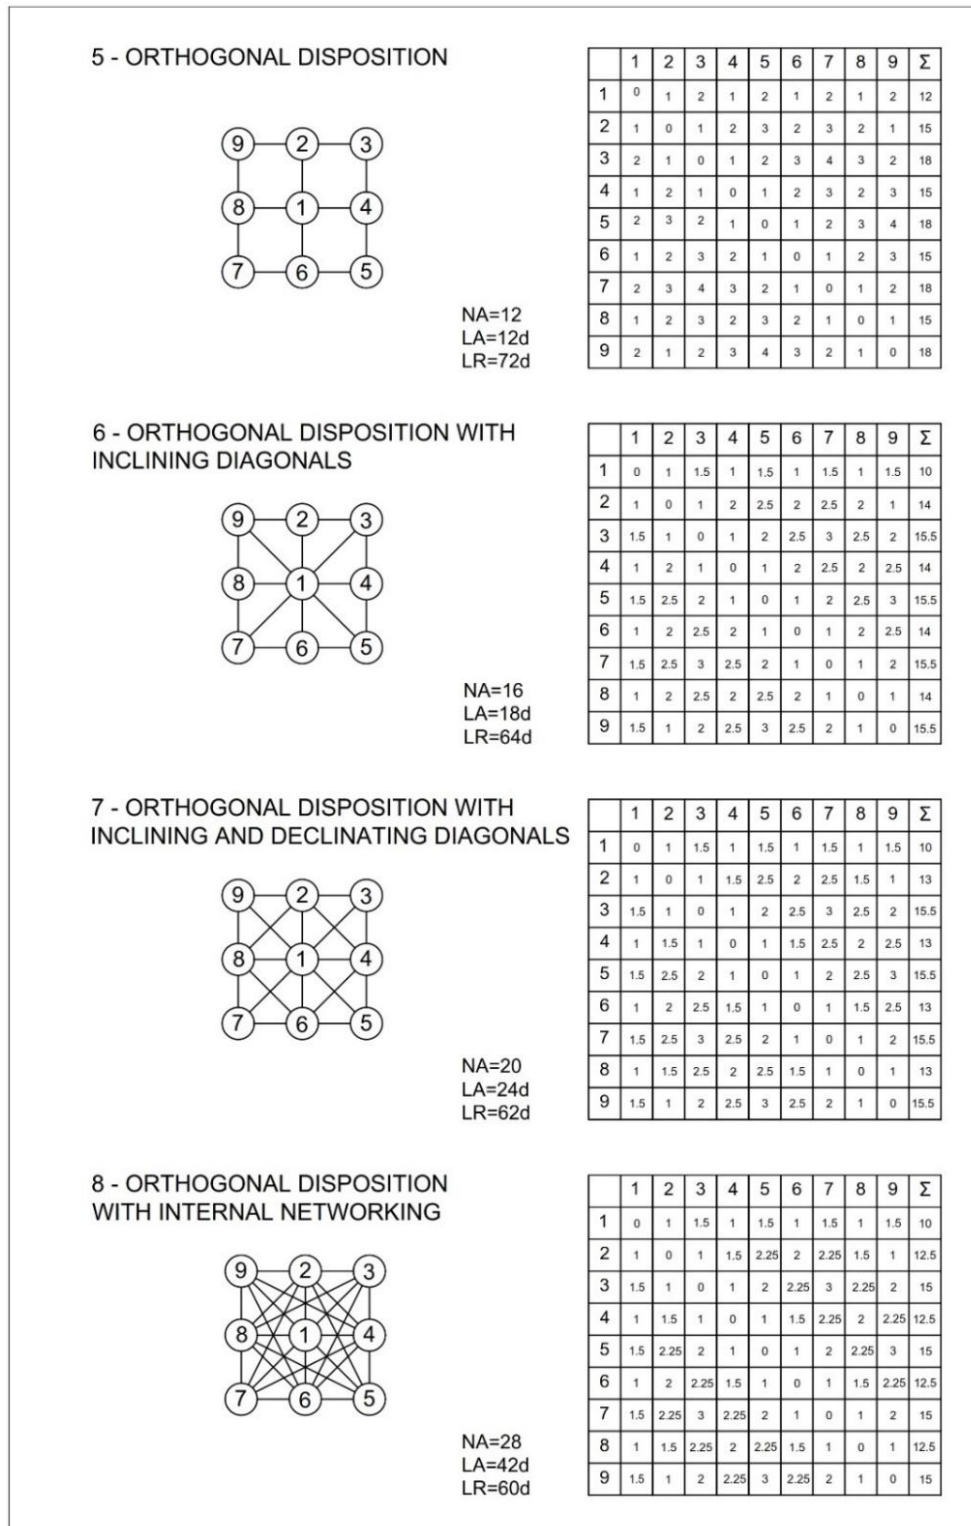 5 - ORTHOGONAL DISPOSITION
9 2 3
8 1 4
7 6 5
NA=12
LA=12d
LR=72d
1 2 3 4 5 6 7 8 9 Σ
1 0 1 2 1 2 1 2 1 2 12
2 1 0 1 2 3 2 3 2 1 15
3 2 1 0 1 2 3 4 3 2 18
4 1 2 1 0 1 2 3 2 3 15
5 2 3 2 1 0 1 2 3 4 18
6 1 2 3 2 1 0 1 2 3 15
7 2 3 4 3 2 1 0 1 2 18
8 1 2 3 2 3 2 1 0 1 15
9 2 1 2 3 4 3 2 1 0 18
6 - ORTHOGONAL DISPOSITION WITH
INCLINING DIAGONALS
9 2 3
8 1 4
7 6 5
NA=16
LA=18d
LR=64d
1 2 3 4 5 6 7 8 9 Σ
1 0 1 1.5 1 1.5 1 1.5 1 1.5 10
2 1 0 1 2 2.5 2 2.5 2 1 14
3 1.5 1 0 1 2 2.5 3 2.5 2 15.5
4 1 2 1 0 1 2 2.5 2 2.5 14
5 1.5 2.5 2 1 0 1 2 2.5 3 15.5
6 1 2 2.5 2 1 0 1 2 2.5 14
7 1.5 2.5 3 2.5 2 1 0 1 2 15.5
8 1 2 2.5 2 2.5 2 1 0 1 14
9 1.5 1 2 2.5 3 2.5 2 1 0 15.5
7 - ORTHOGONAL DISPOSITION WITH
INCLINING AND DECLINATING DIAGONALS
9 2 3
8 1 4
7 6 5
NA=20
LA=24d
LR=62d
1 2 3 4 5 6 7 8 9 Σ
1 0 1 1.5 1 1.5 1 1.5 1 1.5 10
2 1 0 1 1.5 2.5 2 2.5 1.5 1 13
3 1.5 1 0 1 2 2.5 3 2.5 2 15.5
4 1 1.5 1 0 1 1.5 2.5 2 2.5 13
5 1.5 2.5 2 1 0 1 2 2.5 3 15.5
6 1 2 2.5 1.5 1 0 1 1.5 2.5 13
7 1.5 2.5 3 2.5 2 1 0 1 2 15.5
8 1 1.5 2.5 2 2.5 1.5 1 0 1 13
9 1.5 1 2 2.5 3 2.5 2 1 0 15.5
8 - ORTHOGONAL DISPOSITION
WITH INTERNAL NETWORKING
9 2 3
8 1 4
7 6 5
NA=28
LA=42d
LR=60d
1 2 3 4 5 6 7 8 9 Σ
1 0 1 1.5 1 1.5 1 1.5 1 1.5 10
2 1 0 1 1.5 2.25 2 2.25 1.5 1 12.5
3 1.5 1 0 1 2 2.25 3 2.25 2 15
4 1 1.5 1 0 1 1.5 2.25 2 2.25 12.5
5 1.5 2.25 2 1 0 1 2 2.25 3 15
6 1 2 2.25 1.5 1 0 1 1.5 2.25 12.5
7 1.5 2.25 3 2.25 2 1 0 1 2 15
8 1 1.5 2.25 2 2.25 1.5 1 0 1 12.5
9 1.5 1 2 2.25 3 2.25 2 1 0 15